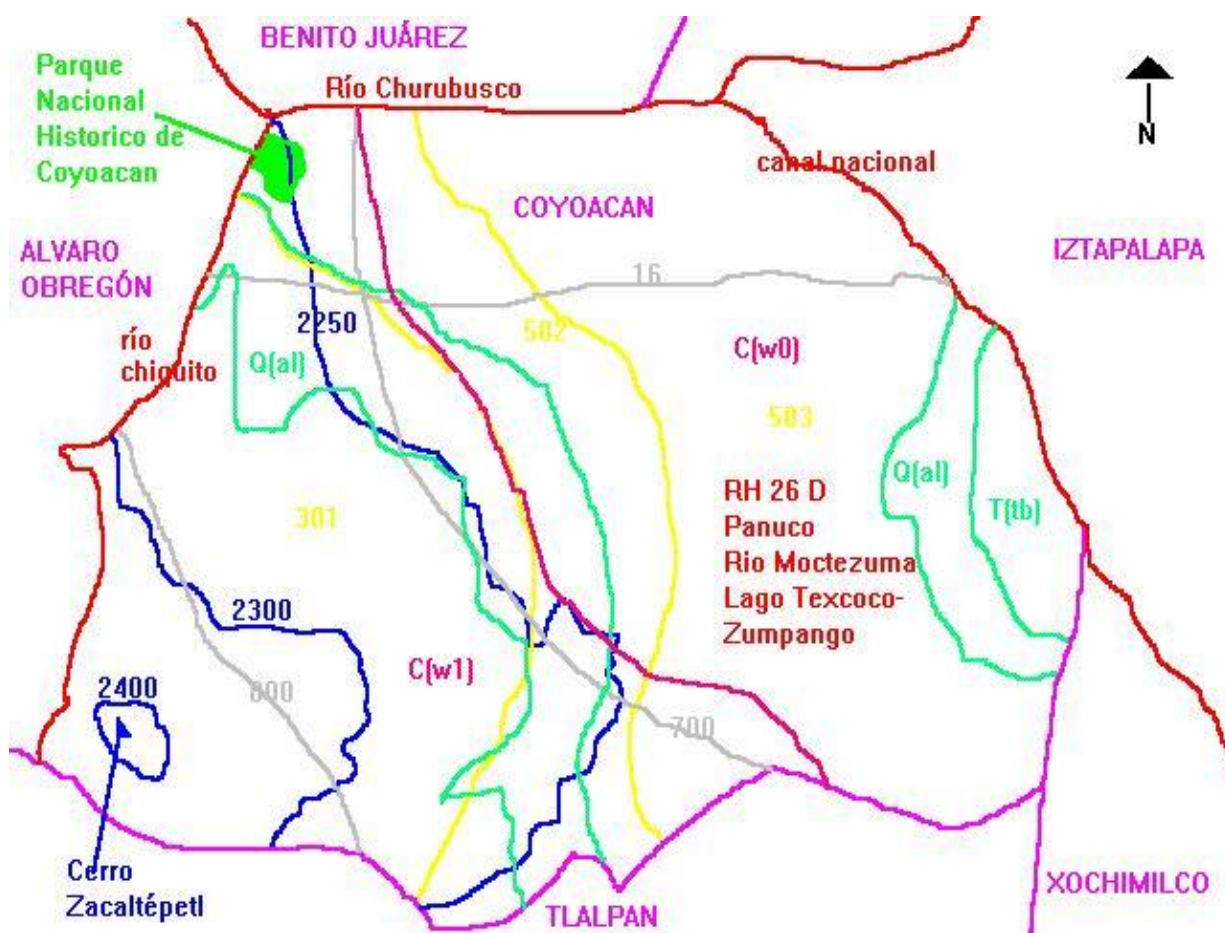 BENITO JUÁREZ
Parque
Nacional
Historico de
Coyoacan
Río Churubusco
N
canal nacional
COYOACAN
ALVARO
OBREGÓN
IZTAPALAPA
16
2250
502
río
chiquito
Q(al)
C(w0)
503
301
Q(al)
T(tb)
RH 26 D
Panuco
Rio Moctezuma
Lago Texcoco-
Zumpango
2300
C(w1)
2400
800
700
Cerro
Zacaltépetl
TLALPAN
XOCHIMILCO